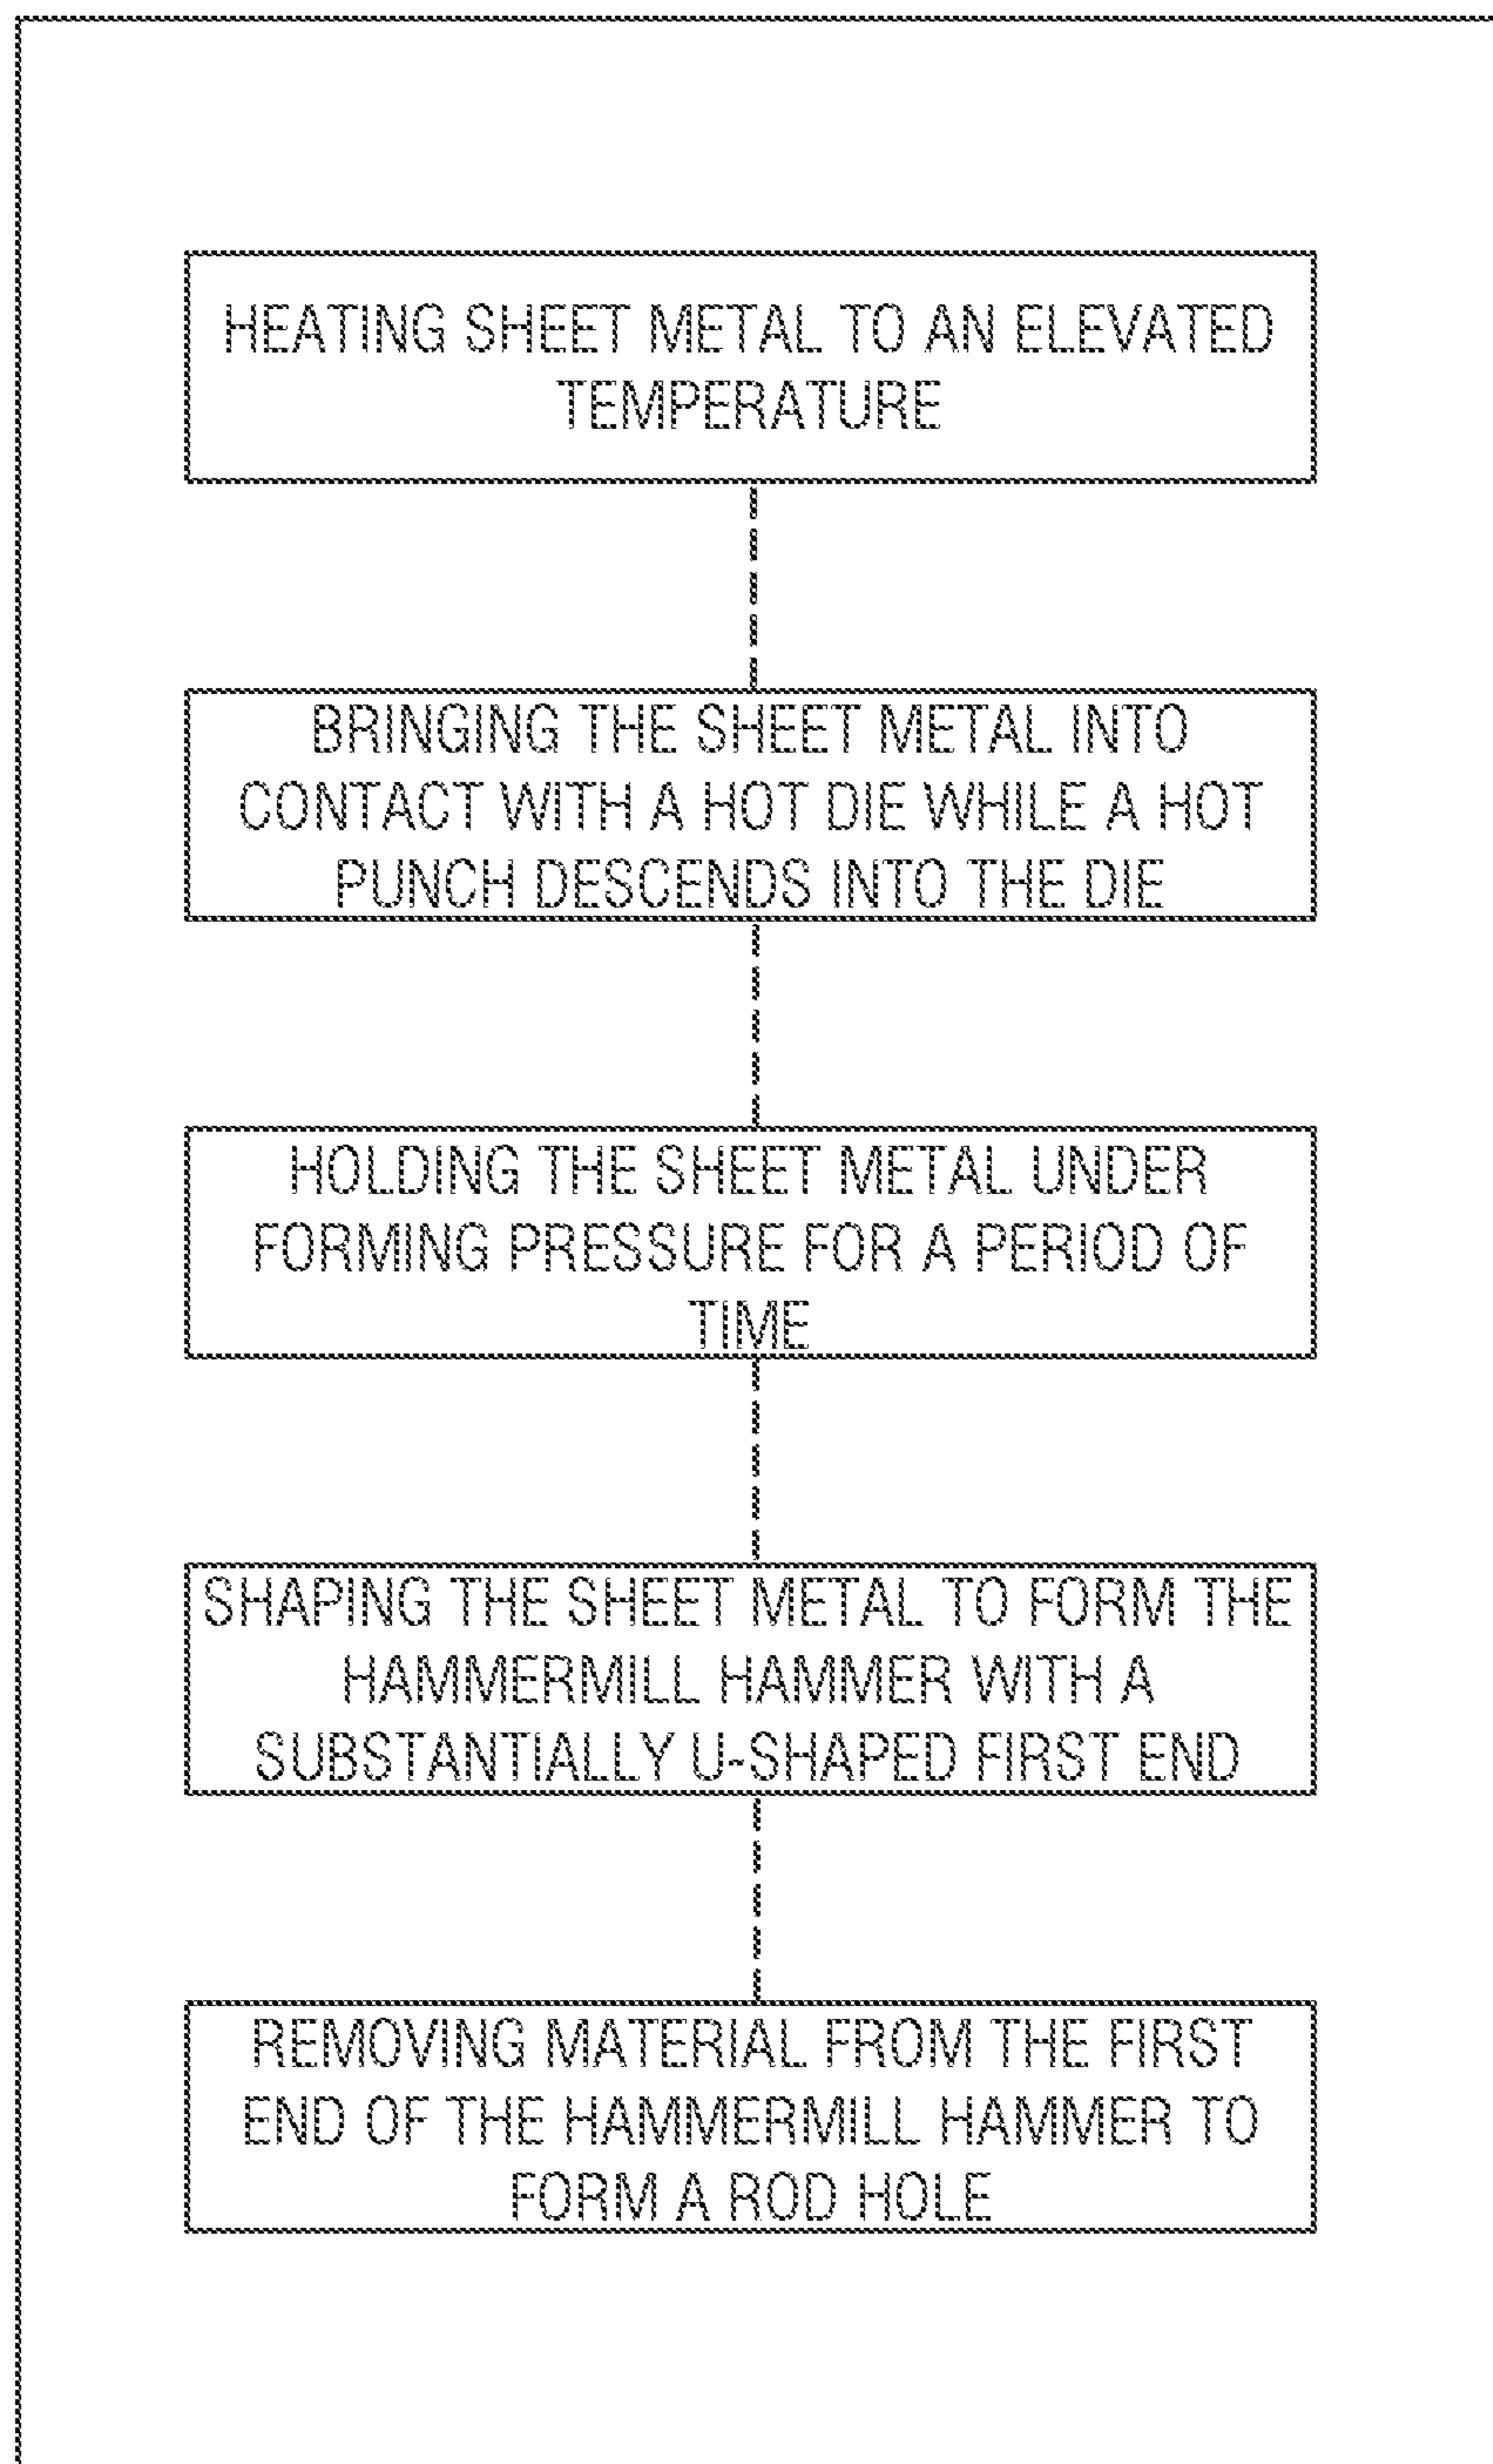 HEATING SHEET METAL TO AN ELEVATED
TEMPERATURE
BRINGING THE SHEET METAL INTO
CONTACT WITH A HOT DIE WHILE A HOT
PUNCH DESCENDS INTO THE DIE
HOLDING THE SHEET METAL UNDER
FORMING PRESSURE FOR A PERIOD OF
TIME
SHAPING THE SHEET METAL TO FORM THE
HAMMERMILL HAMMER WITH A
SUBSTANTIALLY U-SHAPED FIRST END
REMOVING MATERIAL FROM THE FIRST
END OF THE HAMMERMILL HAMMER TO
FORM A ROD HOLE